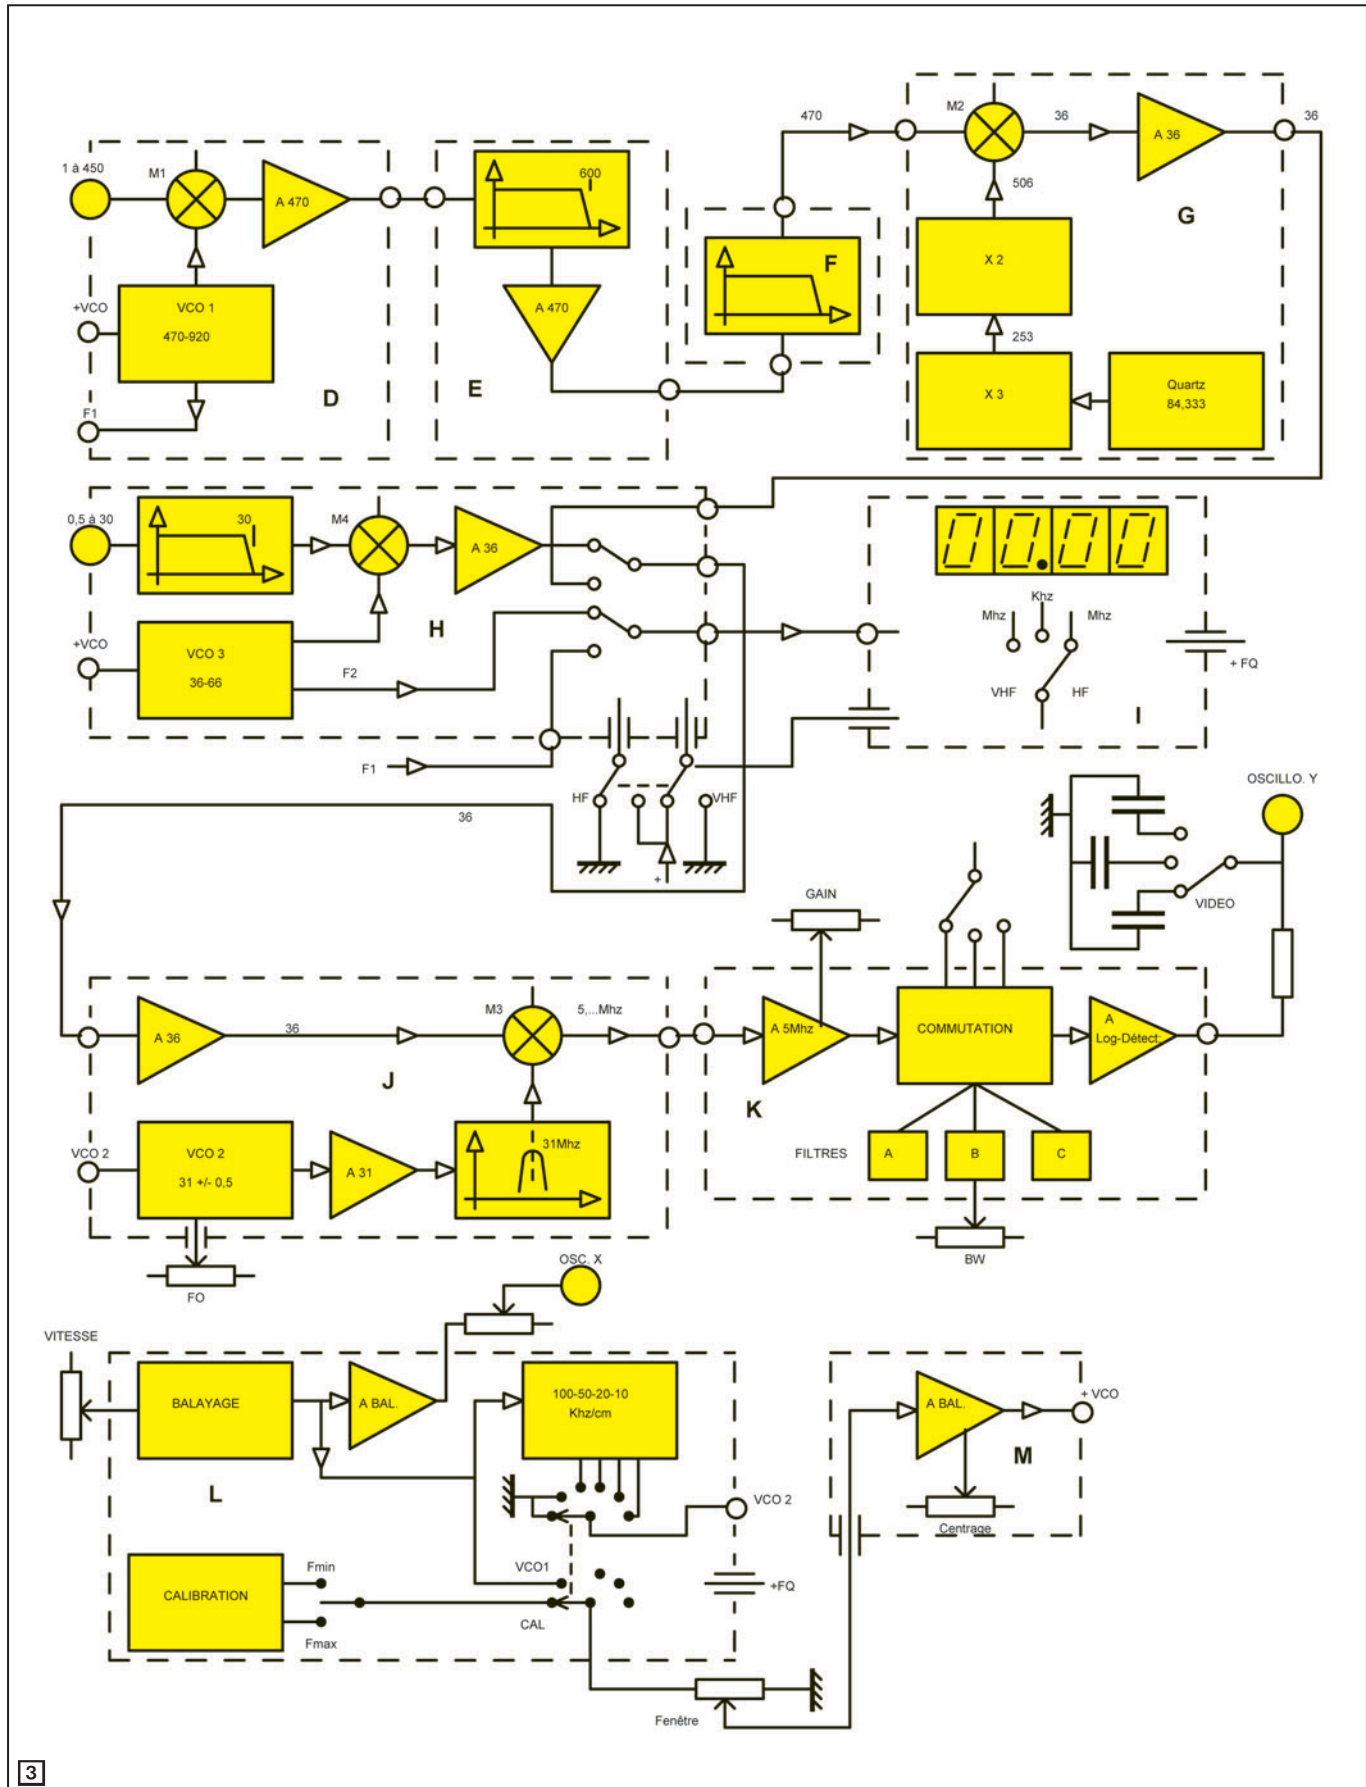 470
M2
36
A 36
36
1 à 450
M1
A 470
600
506
G
X 2
F
+VCO
VCO 1
470-920
A 470
253
D
E
X 3
Quartz
84,333
F1
0,5 à 30
30
M4
A 36
00.00
Khz
Mhz
Mhz
H
+VCO
VCO 3
36-66
F2
VHF
HF
+ FQ
I
F1
HF
VHF
36
+
OSCILLO. Y
GAIN
VIDEO
A 36
36
M3
5,...Mhz
A 5Mhz
COMMUTATION
A
Log-Détect.
J
K
VCO 2
VCO 2
31 +/- 0,5
A 31
31Mhz
FILTRES
A
B
C
FO
BW
OSC. X
VITESSE
BALAYAGE
A BAL.
100-50-20-10
Khz/cm
A BAL.
+ VCO
M
L
VCO 2
Centrage
Fmin
VCO1
+FQ
CALIBRATION
CAL
Fmax
Fenêtre
3